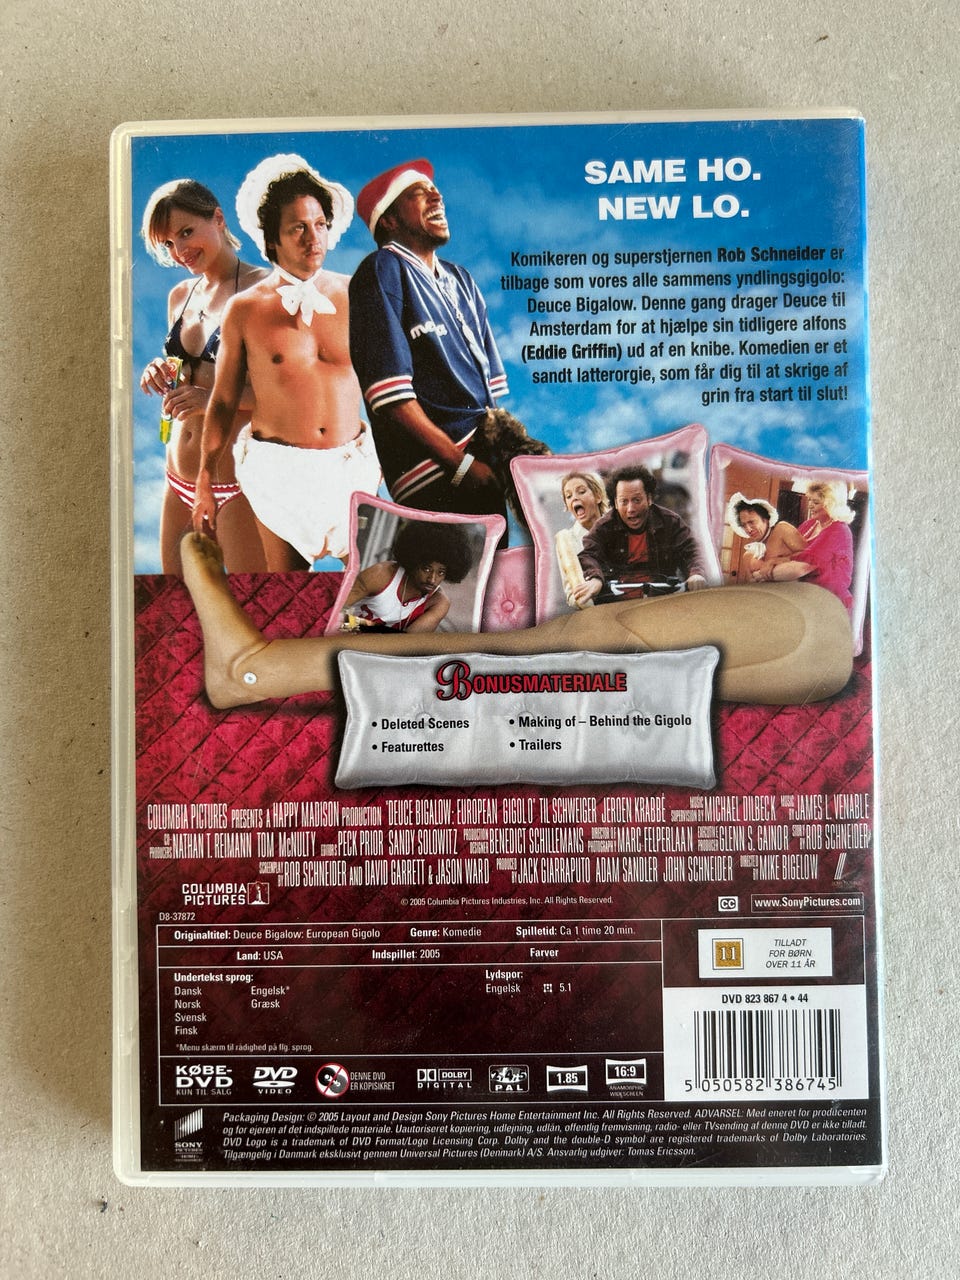 SAME HO.
NEW LO.
Komikeren og superstjernen Rob Schneider er
tilbage som vores alle sammens yndlingsgigolo:
Deuce Bigalow. Denne gang drager Deuce til
Amsterdam for at hjælpe sin tidligere alfons
(Eddie Griffin) ud af en knibe. Komedien er et
sandt latterorgie, som får dig til at skrige af
grin fra start til slut!
BONUSMATERIALE
• Deleted Scenes
• Making of – Behind the Gigolo
• Featurettes
• Trailers
COLUMBIA PICTURES PRESENTS A HAPPY MADISON PRODUCTION "DEUCE BIGALOW: EUROPEAN GIGOLO" TIL SCHWEIGER JEROEN KRABBÉ MUSIC SUPERVISION BY MICHAEL DILBECK MUSIC BY JAMES L. VENABLE
CO-PRODUCERS NATHAN T. REIMANN TOM McNULTY EDITORS PECK PRIOR SANDY SOLOWITZ PRODUCTION DESIGNER BENEDICT SCHILLEMANS DIRECTOR OF PHOTOGRAPHY MARC FELPERLAAN EXECUTIVE PRODUCER GLENN S. GAINOR STORY BY ROB SCHNEIDER
SCREENPLAY BY ROB SCHNEIDER AND DAVID GARRETT & JASON WARD PRODUCED BY JACK GIARRAPUTO ADAM SANDLER JOHN SCHNEIDER DIRECTED BY MIKE BIGELOW
COLUMBIA
PICTURES
© 2005 Columbia Pictures Industries, Inc. All Rights Reserved.
CC
www.SonyPictures.com
D8-37872
Originaltitel: Deuce Bigalow: European Gigolo Genre: Komedie Spilletid: Ca 1 time 20 min.
Land: USA Indspillet: 2005 Farver
Undertekst sprog:
Dansk Engelsk*
Norsk Græsk
Svensk
Finsk
*Menu skærm til rådighed på flg. sprog.
Lydspor:
Engelsk 5.1
11
TILLADT
FOR BØRN
OVER 11 ÅR
DVD 823 867 4 • 44
5 050582 386745
KØBE-
DVD
KUN TIL SALG
DVD
VIDEO
DENNE DVD
ER KOPISIKRET
DOLBY
DIGITAL
PAL
1.85
16:9
ANAMORPHIC
WIDESCREEN
SONY
PICTURES
Packaging Design: © 2005 Layout and Design Sony Pictures Home Entertainment Inc. All Rights Reserved. ADVARSEL: Med eneret for producenten
og for ejeren af det indspillede materiale. Uautoriseret kopiering, udlejning, udlån, offentlig fremvisning, radio- eller TVsending af denne DVD er ikke tilladt.
DVD Logo is a trademark of DVD Format/Logo Licensing Corp. Dolby and the double-D symbol are registered trademarks of Dolby Laboratories.
Tilgængelig i Danmark eksklusivt gennem Universal Pictures (Denmark) A/S. Ansvarlig udgiver: Tomas Ericsson.